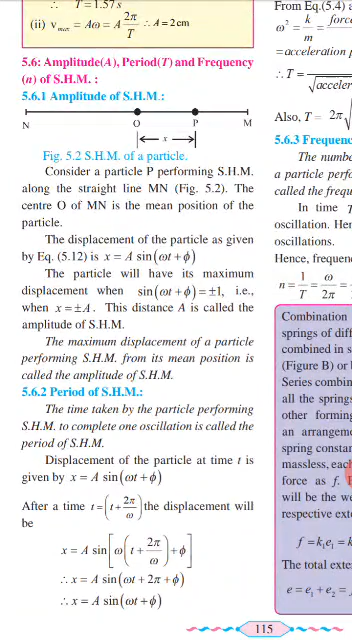 ∴ T = 1.57 s
(ii) v_max = Aω = A 2π/T ∴ A = 2 cm
5.6: Amplitude(A), Period(T) and Frequency
(n) of S.H.M. :
5.6.1 Amplitude of S.H.M.:
N O P M
x
Fig. 5.2 S.H.M. of a particle.
Consider a particle P performing S.H.M.
along the straight line MN (Fig. 5.2). The
centre O of MN is the mean position of the
particle.
The displacement of the particle as given
by Eq. (5.12) is x = A sin(ωt + ϕ)
The particle will have its maximum
displacement when sin(ωt + ϕ) = ±1, i.e.,
when x = ±A. This distance A is called the
amplitude of S.H.M.
The maximum displacement of a particle
performing S.H.M. from its mean position is
called the amplitude of S.H.M.
5.6.2 Period of S.H.M.:
The time taken by the particle performing
S.H.M. to complete one oscillation is called the
period of S.H.M.
Displacement of the particle at time t is
given by x = A sin(ωt + ϕ)
After a time t = (t + 2π/ω) the displacement will
be
x = A sin[ω(t + 2π/ω) + ϕ]
∴ x = A sin(ωt + 2π + ϕ)
∴ x = A sin(ωt + ϕ)
From Eq.(5.4) a
ω² = k/m = force
= acceleration p
∴ T =
√acceler
Also, T = 2π√
5.6.3 Frequenc
The numbe
a particle perfo
called the frequ
In time T
oscillation. Hen
oscillations.
Hence, frequenc
n = 1/T = ω/2π =
Combination
springs of diff
combined in s
(Figure B) or
Series combin
all the springs
other forming
an arrangeme
spring constan
massless, each
force as f.
will be the we
respective exte
f = k₁e₁ = k
The total exte
e = e₁ + e₂ =
115